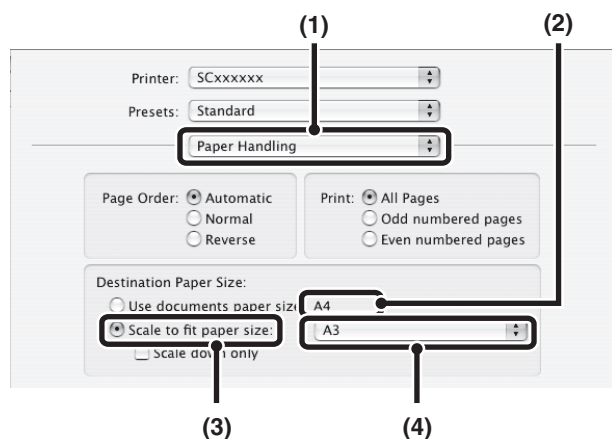 (1) (2)
Printer: SCxxxxxx
Presets: Standard
Paper Handling
Page Order: Automatic Print: All Pages
Normal Odd numbered pages
Reverse Even numbered pages
Destination Paper Size:
Use documents paper size A4
Scale to fit paper size: A3
Scale down only
(3) (4)